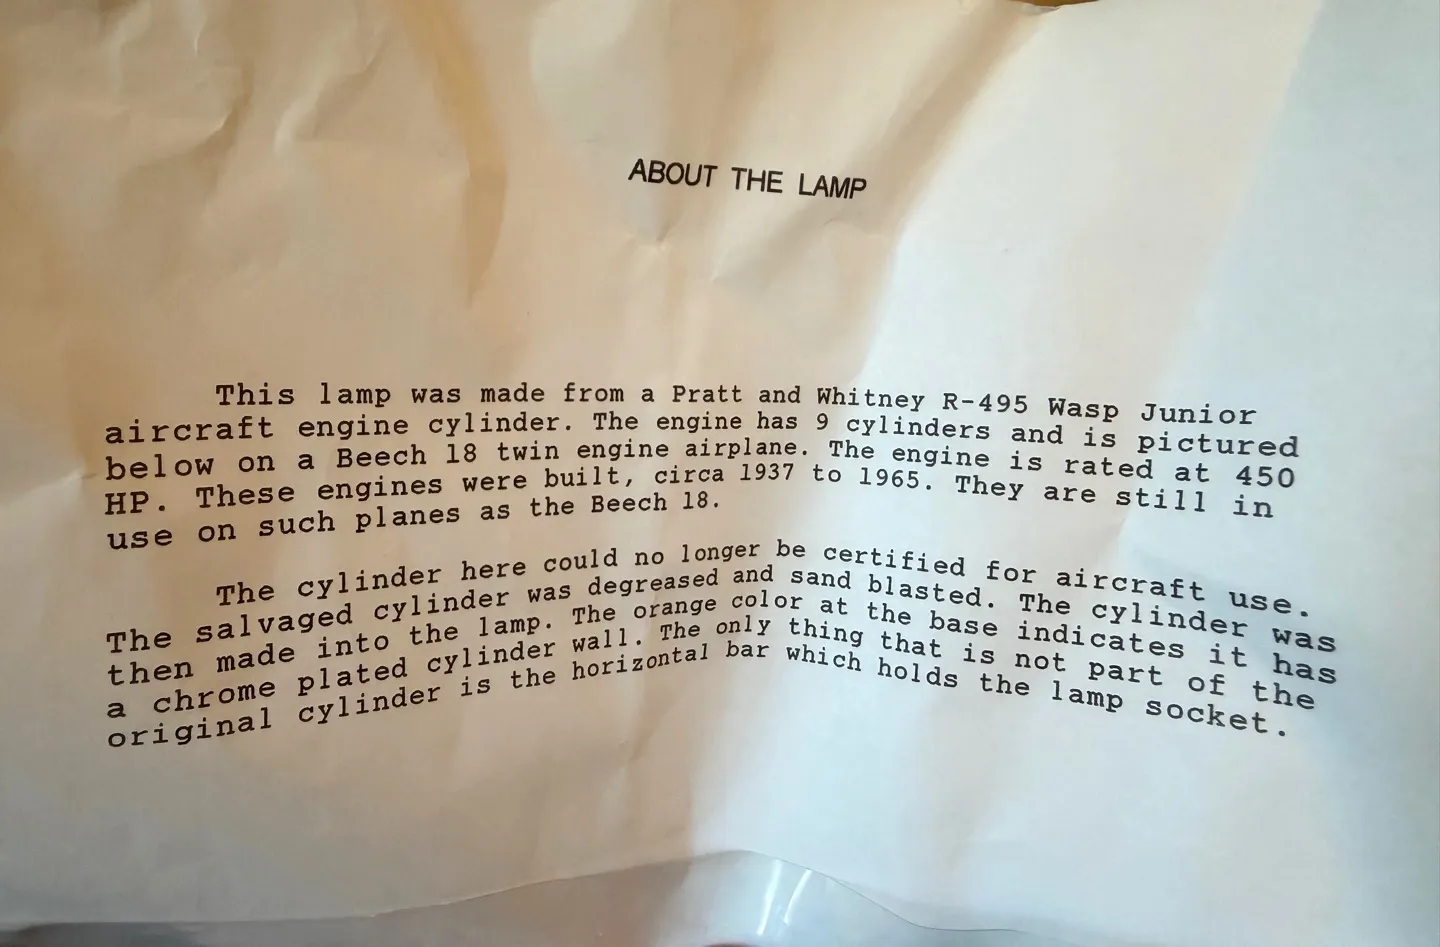 ABOUT THE LAMP
This lamp was made from a Pratt and Whitney R-495 Wasp Junior
aircraft engine cylinder. The engine has 9 cylinders and is pictured
below on a Beech 18 twin engine airplane. The engine is rated at 450
HP. These engines were built, circa 1937 to 1965. They are still in
use on such planes as the Beech 18.
The cylinder here could no longer be certified for aircraft use.
The salvaged cylinder was degreased and sand blasted. The cylinder was
then made into the lamp. The orange color at the base indicates it has
a chrome plated cylinder wall. The only thing that is not part of the
original cylinder is the horizontal bar which holds the lamp socket.